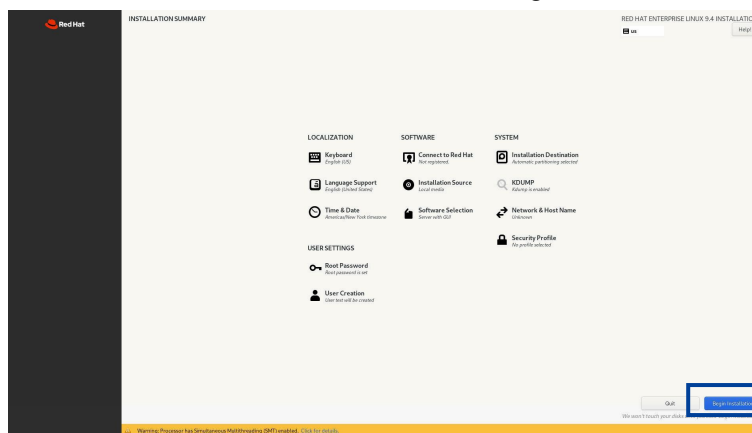 Red Hat
INSTALLATION SUMMARY
RED HAT ENTERPRISE LINUX 9.4 INSTALLATIO
us
Help!
LOCALIZATION
Keyboard
English (US)
Language Support
English (United States)
Time & Date
Americas/New York timezone
USER SETTINGS
Root Password
Root password is set
User Creation
User test will be created
SOFTWARE
Connect to Red Hat
Not registered.
Installation Source
Local media
Software Selection
Server with GUI
SYSTEM
Installation Destination
Automatic partitioning selected
KDUMP
Kdump is enabled
Network & Host Name
Unknown
Security Profile
No profile selected
Quit
Begin Installation
We won't touch your disks
Warning: Processor has Simultaneous Multithreading (SMT) enabled. Click for details.